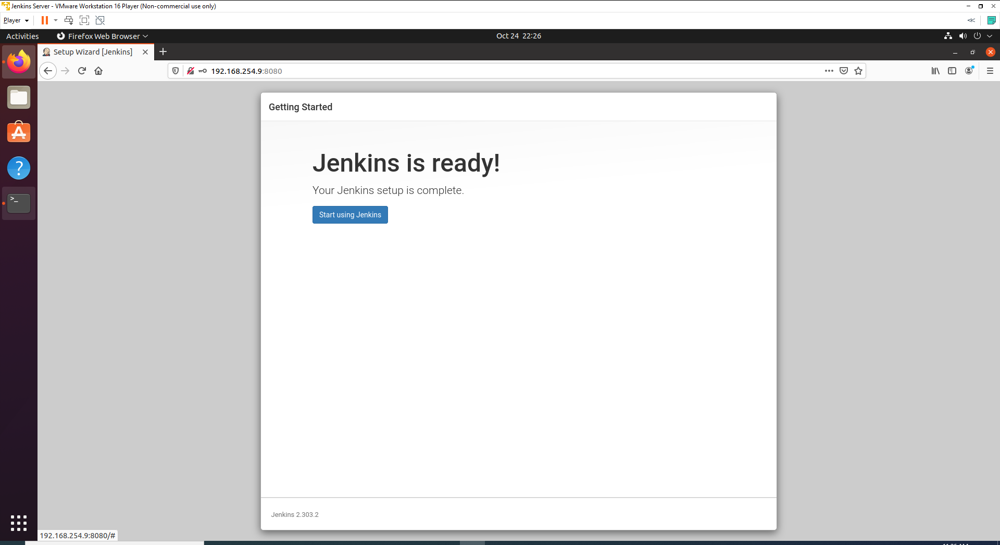 Jenkins Server - VMware Workstation 16 Player (Non-commercial use only)
Player
Activities
Firefox Web Browser
Oct 24 22:26
Setup Wizard [Jenkins]
192.168.254.9:8080
Getting Started
Jenkins is ready!
Your Jenkins setup is complete.
Start using Jenkins
Jenkins 2.303.2
192.168.254.9:8080/#